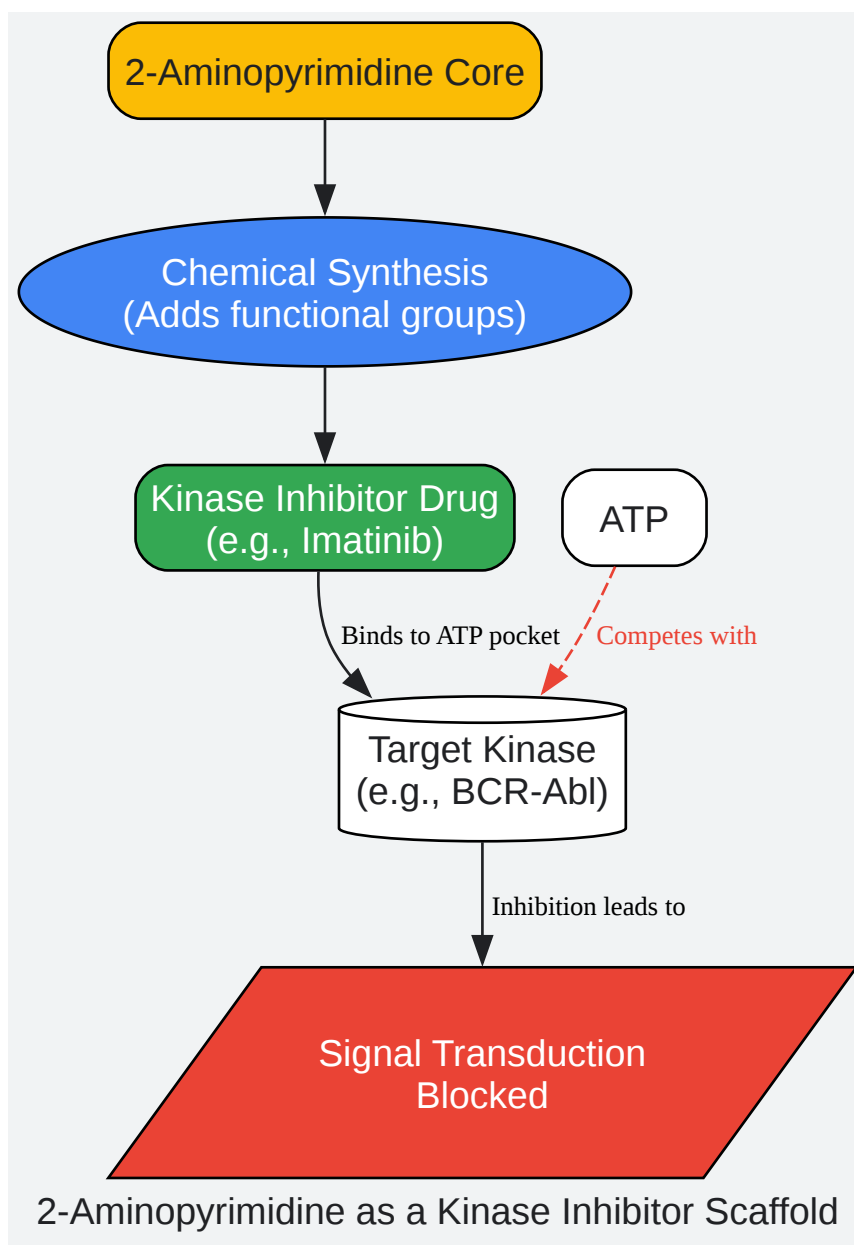 2-Aminopyrimidine Core
Chemical Synthesis
(Adds functional groups)
Kinase Inhibitor Drug
(e.g., Imatinib)
ATP
Binds to ATP pocket
Competes with
Target Kinase
(e.g., BCR-Abl)
Inhibition leads to
Signal Transduction
Blocked
2-Aminopyrimidine as a Kinase Inhibitor Scaffold